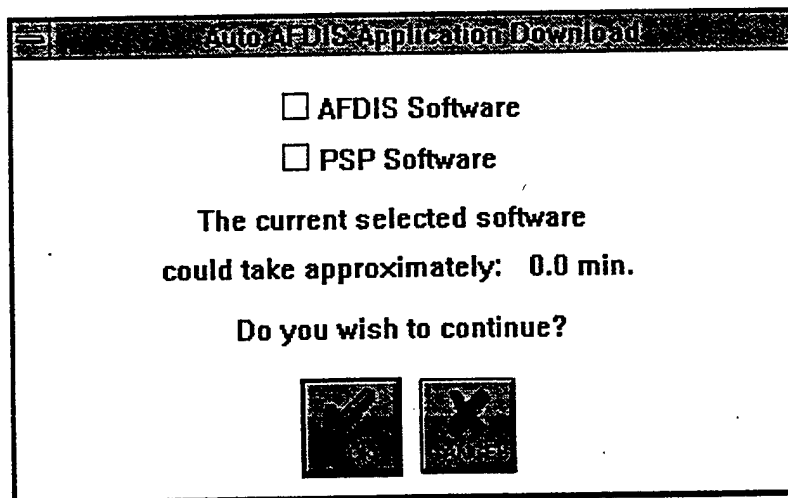 Auto AFDIS Application Download
AFDIS Software
PSP Software
The current selected software
could take approximately: 0.0 min.
Do you wish to continue?